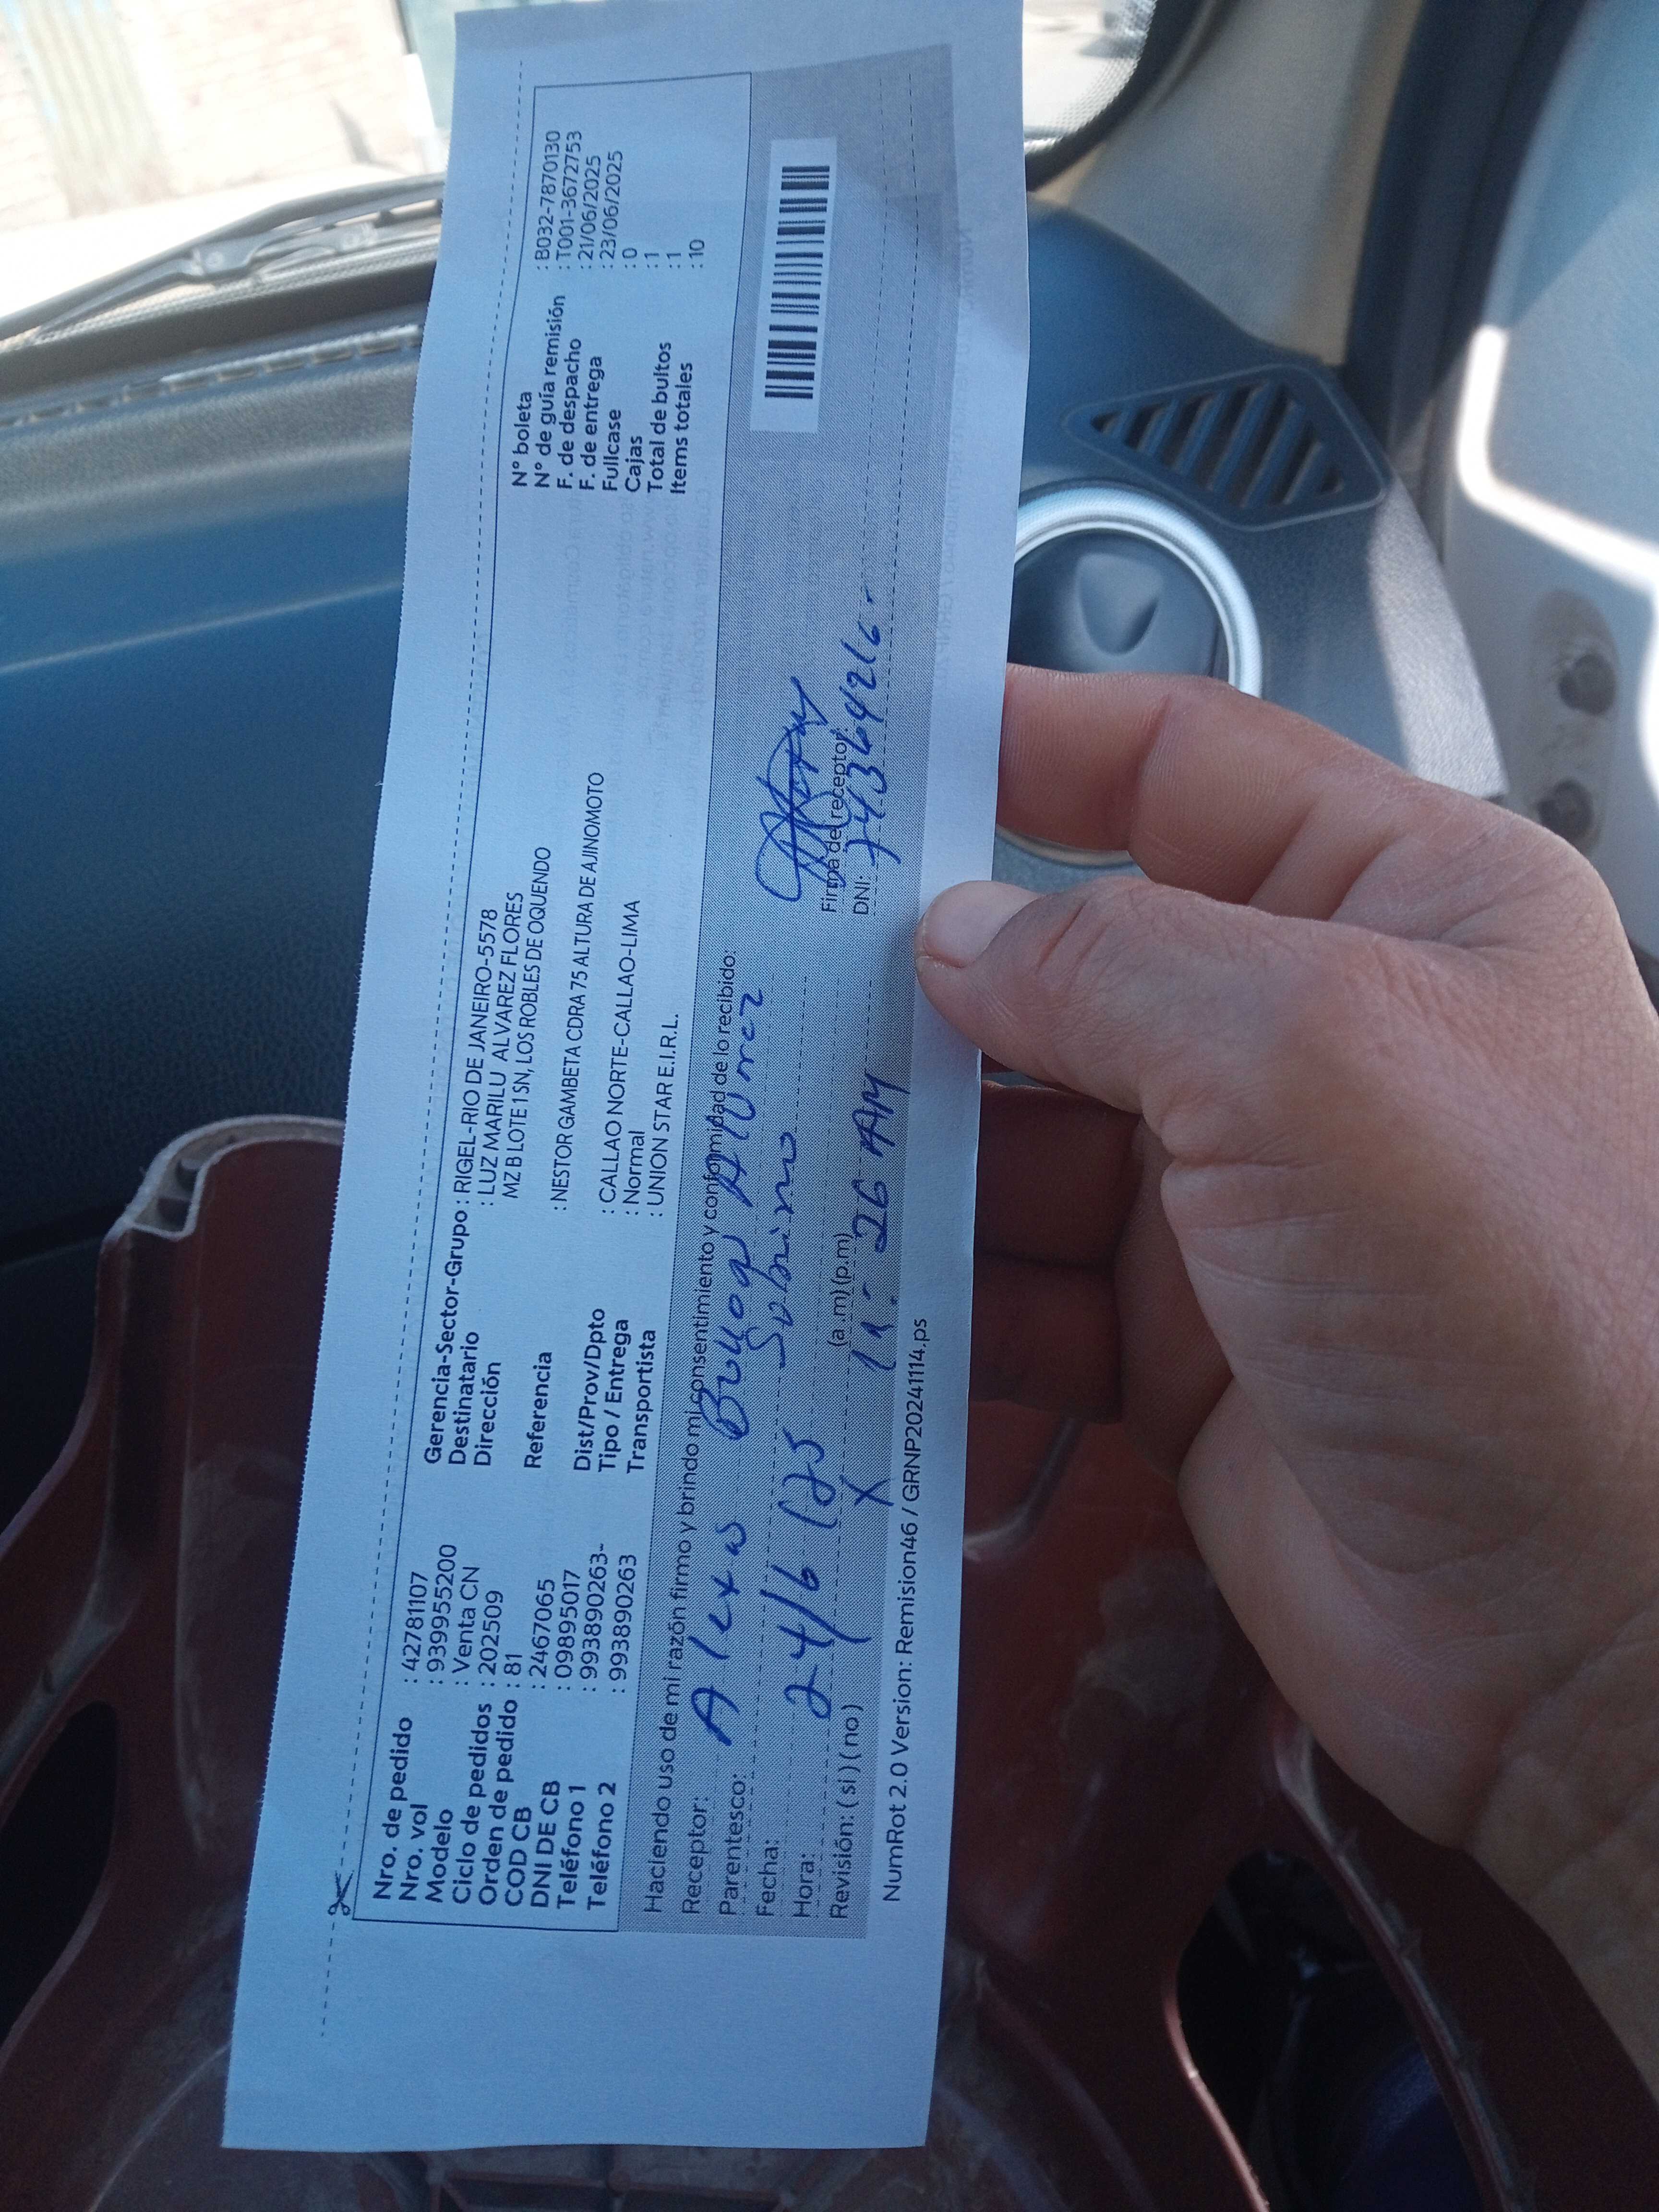 Nro. de pedido : 42781107
Nro. vol : 939955200
Modelo : Venta CN
Ciclo de pedidos : 202509
Orden de pedido : 81
COD CB : 2467065
DNI DE CB : 09895017
Teléfono 1 : 993890263-
Teléfono 2 : 993890263
Gerencia-Sector-Grupo : RIGEL-RIO DE JANEIRO-5578
Destinatario : LUZ MARILU ALVAREZ FLORES
Dirección MZ B LOTE 1 SN, LOS ROBLES DE OQUENDO
Referencia : NESTOR GAMBETA CDRA 75 ALTURA DE AJINOMOTO
Dist/Prov/Dpto : CALLAO NORTE-CALLAO-LIMA
Tipo / Entrega : Normal
Transportista : UNION STAR E.I.R.L.
N° boleta : B032-7870130
N° de guía remisión : T001-3672753
F. de despacho : 21/06/2025
F. de entrega : 23/06/2025
Fullcase : 0
Cajas : 1
Total de bultos : 1
Items totales : 10
Haciendo uso de mi razón firmo y brindo mi consentimiento y conformidad de lo recibido:
Receptor:
Parentesco: Sobrino
Fecha: 24/6/25
Hora: (a .m) (p.m) 26 AM
Revisión: ( si ) ( no ) X
Firma de receptor:
DNI:
NumRot 2.0 Version: Remision46 / GRNP20241114.ps